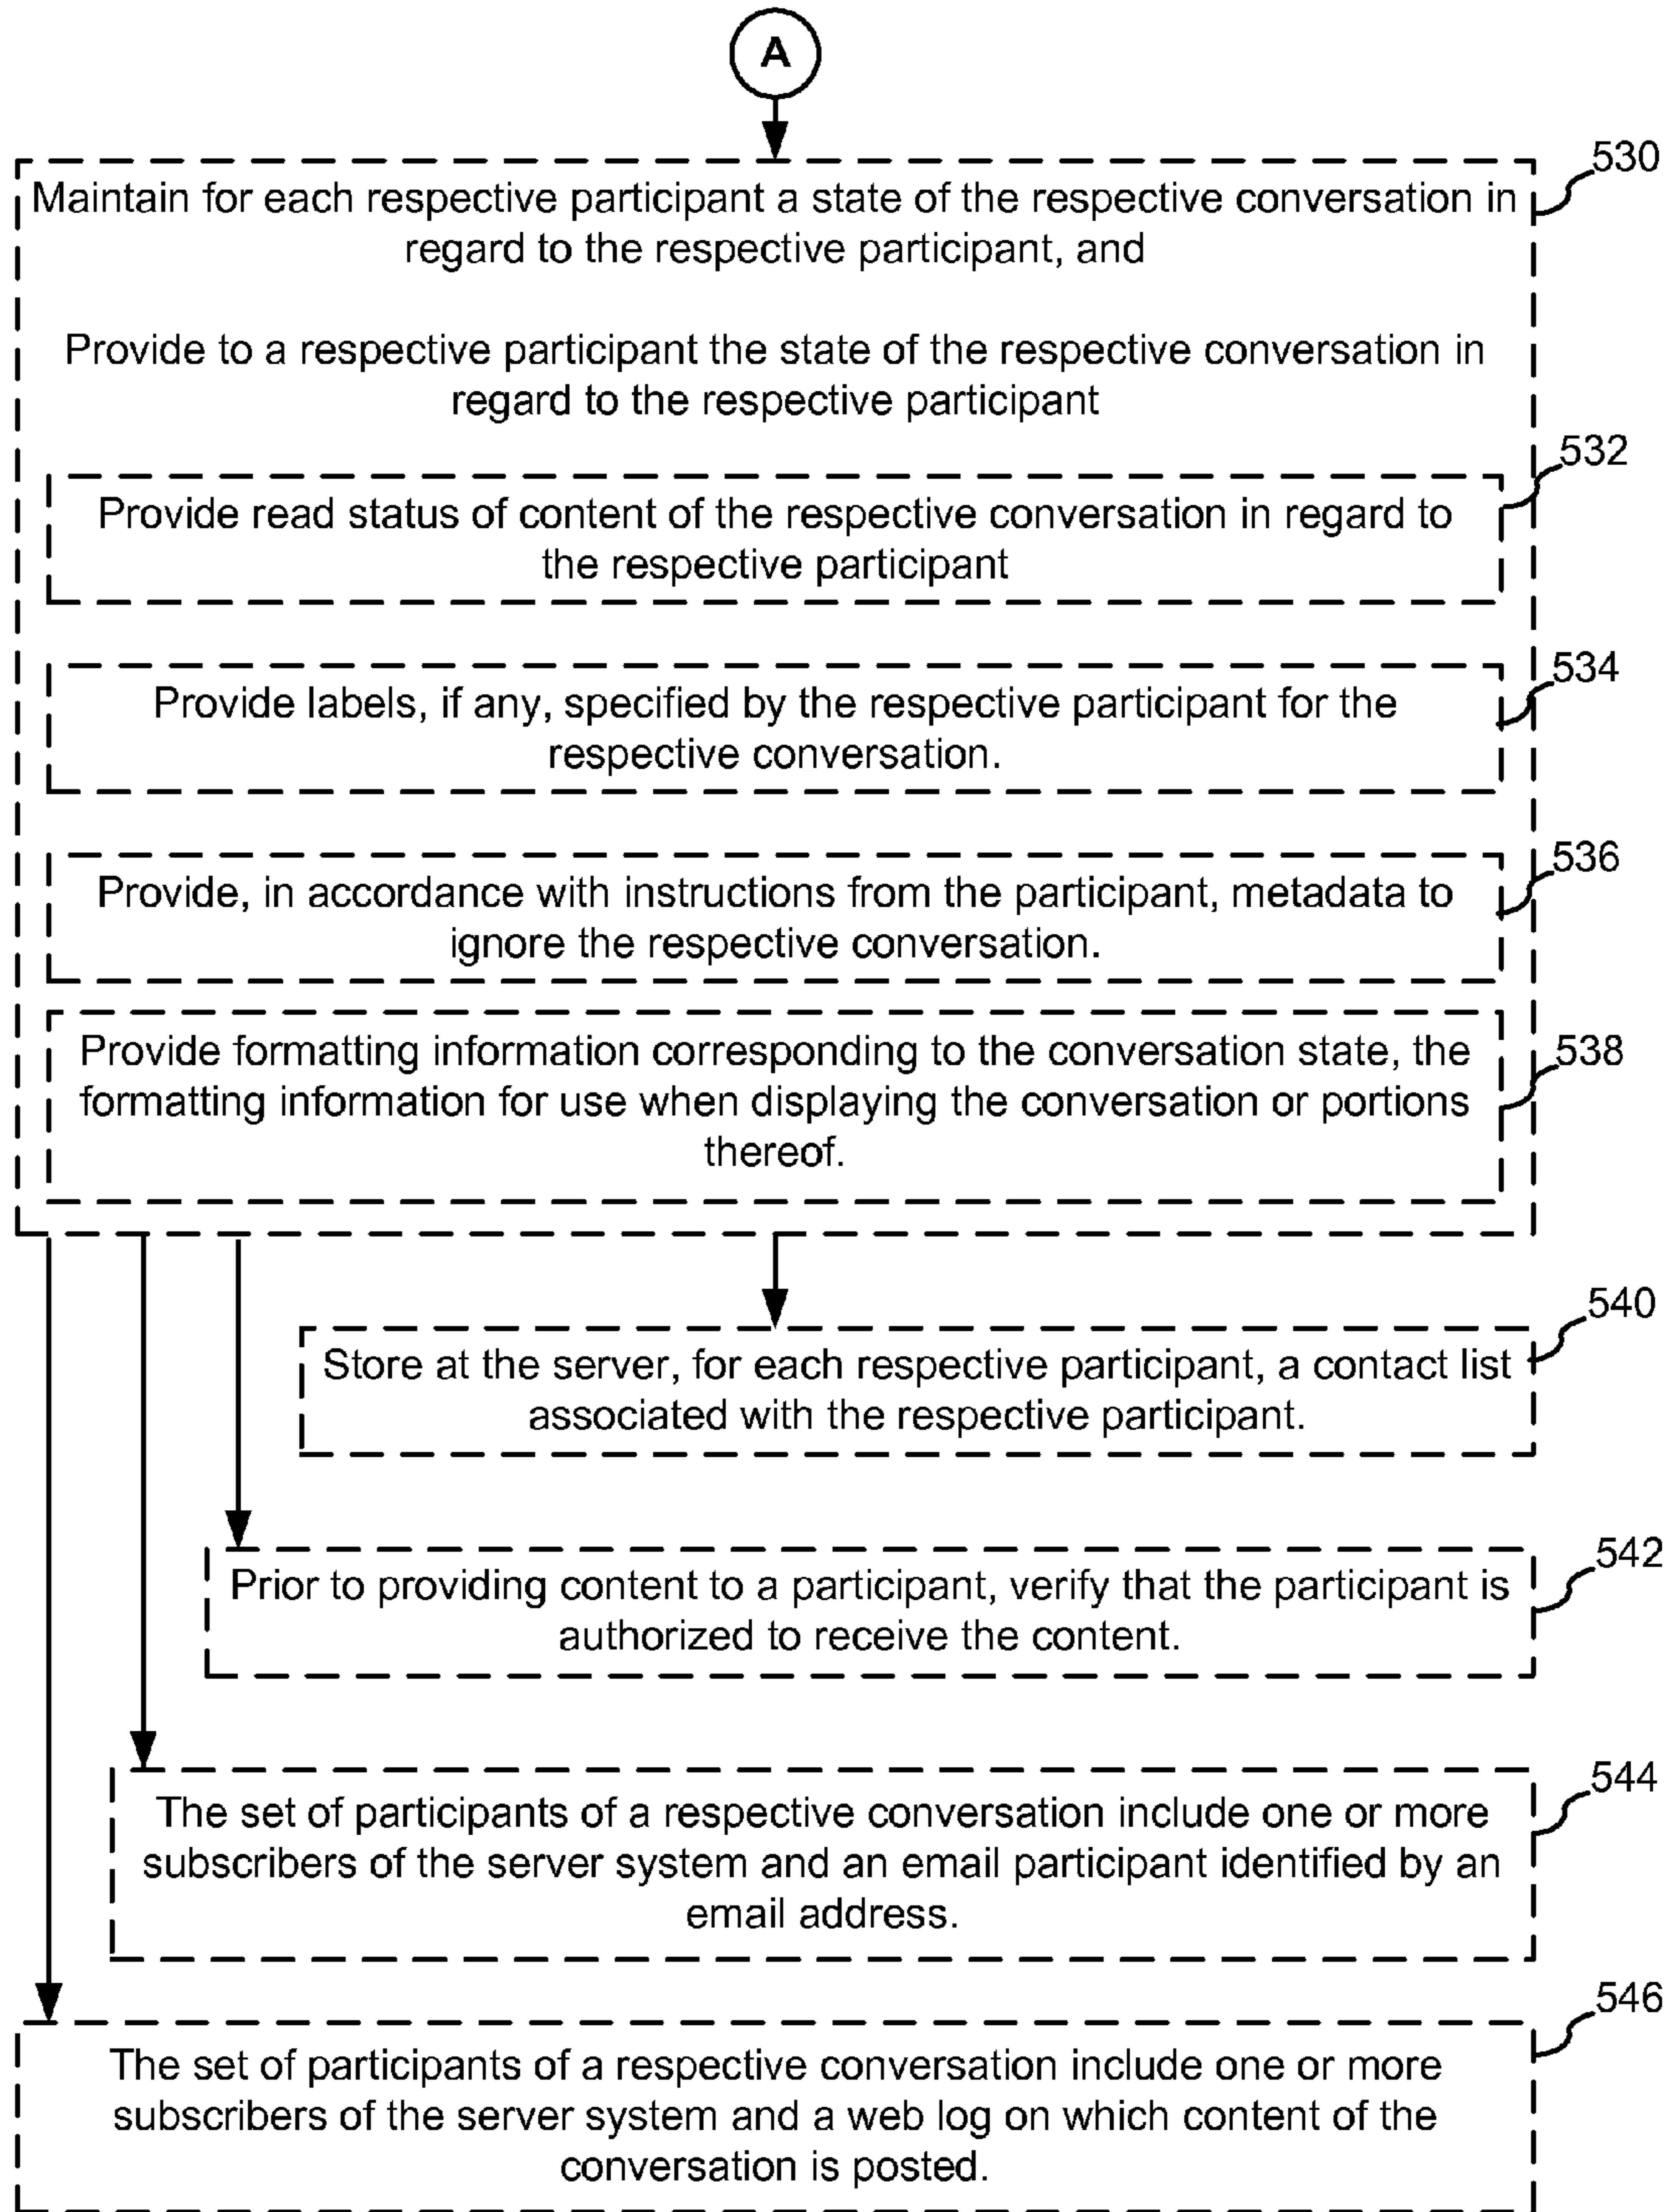 A
530
Maintain for each respective participant a state of the respective conversation in
regard to the respective participant, and
Provide to a respective participant the state of the respective conversation in
regard to the respective participant
532
Provide read status of content of the respective conversation in regard to
the respective participant
534
Provide labels, if any, specified by the respective participant for the
respective conversation.
536
Provide, in accordance with instructions from the participant, metadata to
ignore the respective conversation.
538
Provide formatting information corresponding to the conversation state, the
formatting information for use when displaying the conversation or portions
thereof.
540
Store at the server, for each respective participant, a contact list
associated with the respective participant.
542
Prior to providing content to a participant, verify that the participant is
authorized to receive the content.
544
The set of participants of a respective conversation include one or more
subscribers of the server system and an email participant identified by an
email address.
546
The set of participants of a respective conversation include one or more
subscribers of the server system and a web log on which content of the
conversation is posted.